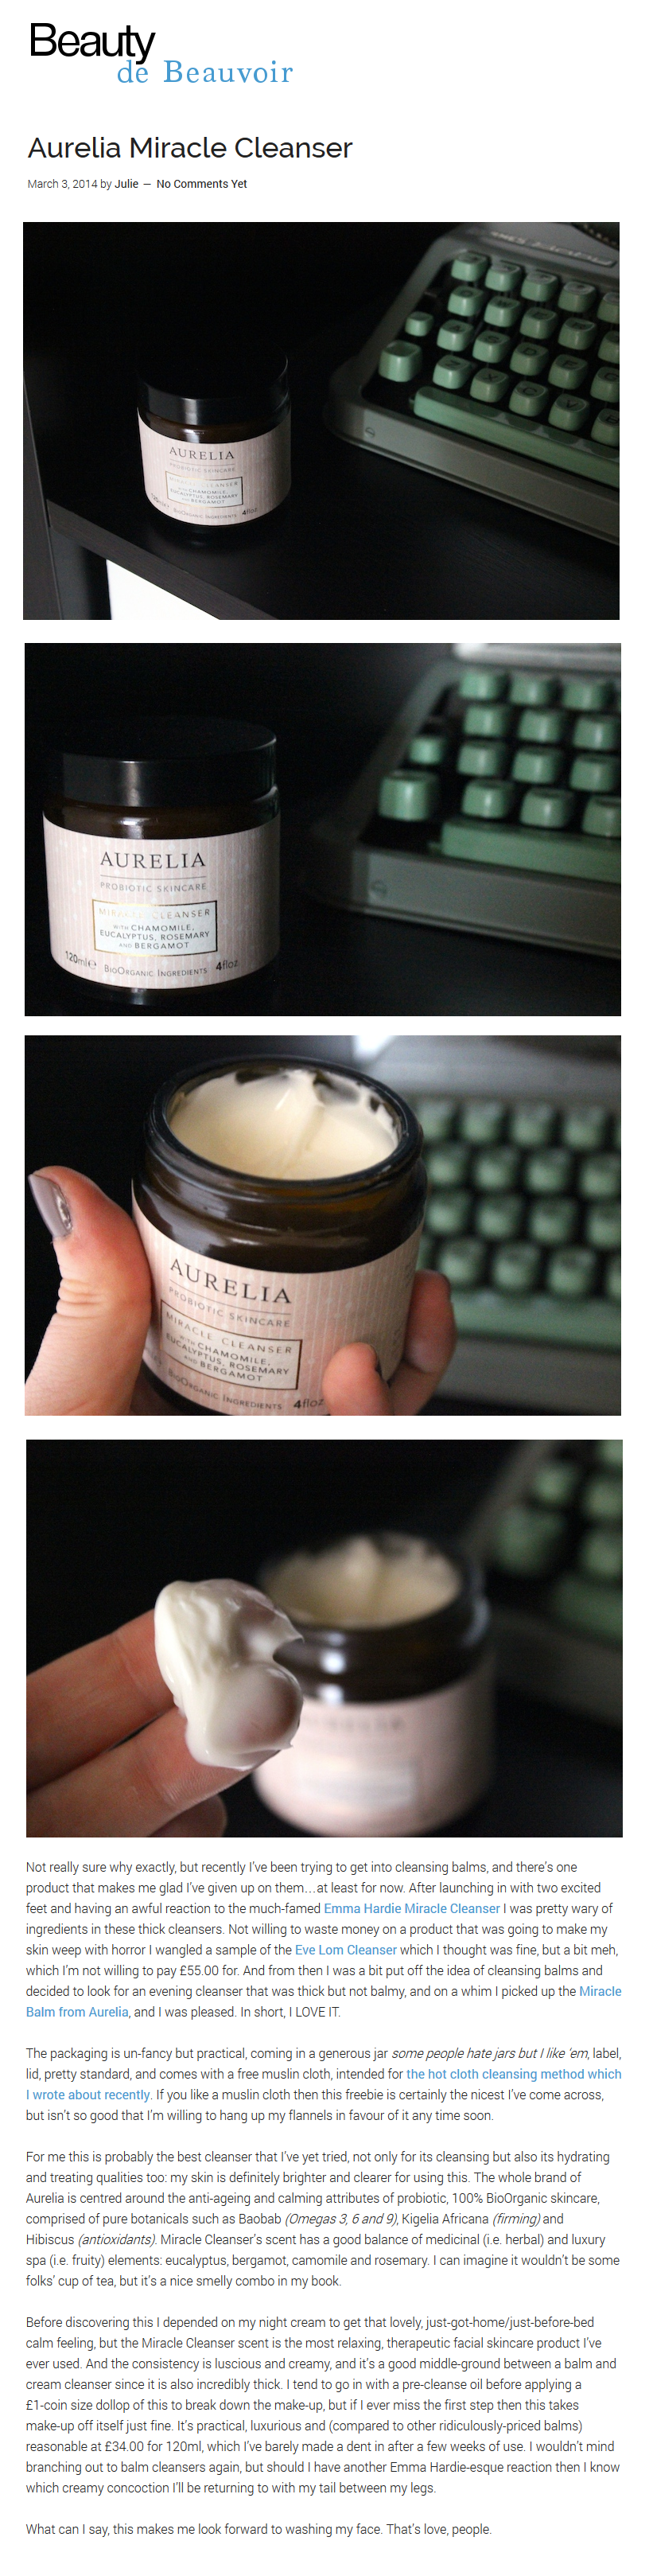 Beauty
de Beauvoir
Aurelia Miracle Cleanser
March 3, 2014 by Julie — No Comments Yet
AURELIA
PROBIOTIC SKINCARE
MIRACLE CLEANSER
WITH CHAMOMILE,
EUCALYPTUS, ROSEMARY
AND BERGAMOT
BIOORGANIC INGREDIENTS 4floz
AURELIA
PROBIOTIC SKINCARE
MIRACLE CLEANSER
WITH CHAMOMILE,
EUCALYPTUS, ROSEMARY
AND BERGAMOT
120ml℮ BIOORGANIC INGREDIENTS 4floz
AURELIA
PROBIOTIC SKINCARE
MIRACLE CLEANSER
WITH CHAMOMILE,
EUCALYPTUS, ROSEMARY
AND BERGAMOT
BIOORGANIC INGREDIENTS 4floz
Not really sure why exactly, but recently I've been trying to get into cleansing balms, and there's one
product that makes me glad I've given up on them…at least for now. After launching in with two excited
feet and having an awful reaction to the much-famed Emma Hardie Miracle Cleanser I was pretty wary of
ingredients in these thick cleansers. Not willing to waste money on a product that was going to make my
skin weep with horror I wangled a sample of the Eve Lom Cleanser which I thought was fine, but a bit meh,
which I'm not willing to pay £55.00 for. And from then I was a bit put off the idea of cleansing balms and
decided to look for an evening cleanser that was thick but not balmy, and on a whim I picked up the Miracle
Balm from Aurelia, and I was pleased. In short, I LOVE IT.
The packaging is un-fancy but practical, coming in a generous jar some people hate jars but I like 'em, label,
lid, pretty standard, and comes with a free muslin cloth, intended for the hot cloth cleansing method which
I wrote about recently. If you like a muslin cloth then this freebie is certainly the nicest I've come across,
but isn't so good that I'm willing to hang up my flannels in favour of it any time soon.
For me this is probably the best cleanser that I've yet tried, not only for its cleansing but also its hydrating
and treating qualities too: my skin is definitely brighter and clearer for using this. The whole brand of
Aurelia is centred around the anti-ageing and calming attributes of probiotic, 100% BioOrganic skincare,
comprised of pure botanicals such as Baobab (Omegas 3, 6 and 9), Kigelia Africana (firming) and
Hibiscus (antioxidants). Miracle Cleanser's scent has a good balance of medicinal (i.e. herbal) and luxury
spa (i.e. fruity) elements: eucalyptus, bergamot, camomile and rosemary. I can imagine it wouldn't be some
folks' cup of tea, but it's a nice smelly combo in my book.
Before discovering this I depended on my night cream to get that lovely, just-got-home/just-before-bed
calm feeling, but the Miracle Cleanser scent is the most relaxing, therapeutic facial skincare product I've
ever used. And the consistency is luscious and creamy, and it's a good middle-ground between a balm and
cream cleanser since it is also incredibly thick. I tend to go in with a pre-cleanse oil before applying a
£1-coin size dollop of this to break down the make-up, but if I ever miss the first step then this takes
make-up off itself just fine. It's practical, luxurious and (compared to other ridiculously-priced balms)
reasonable at £34.00 for 120ml, which I've barely made a dent in after a few weeks of use. I wouldn't mind
branching out to balm cleansers again, but should I have another Emma Hardie-esque reaction then I know
which creamy concoction I'll be returning to with my tail between my legs.
What can I say, this makes me look forward to washing my face. That's love, people.